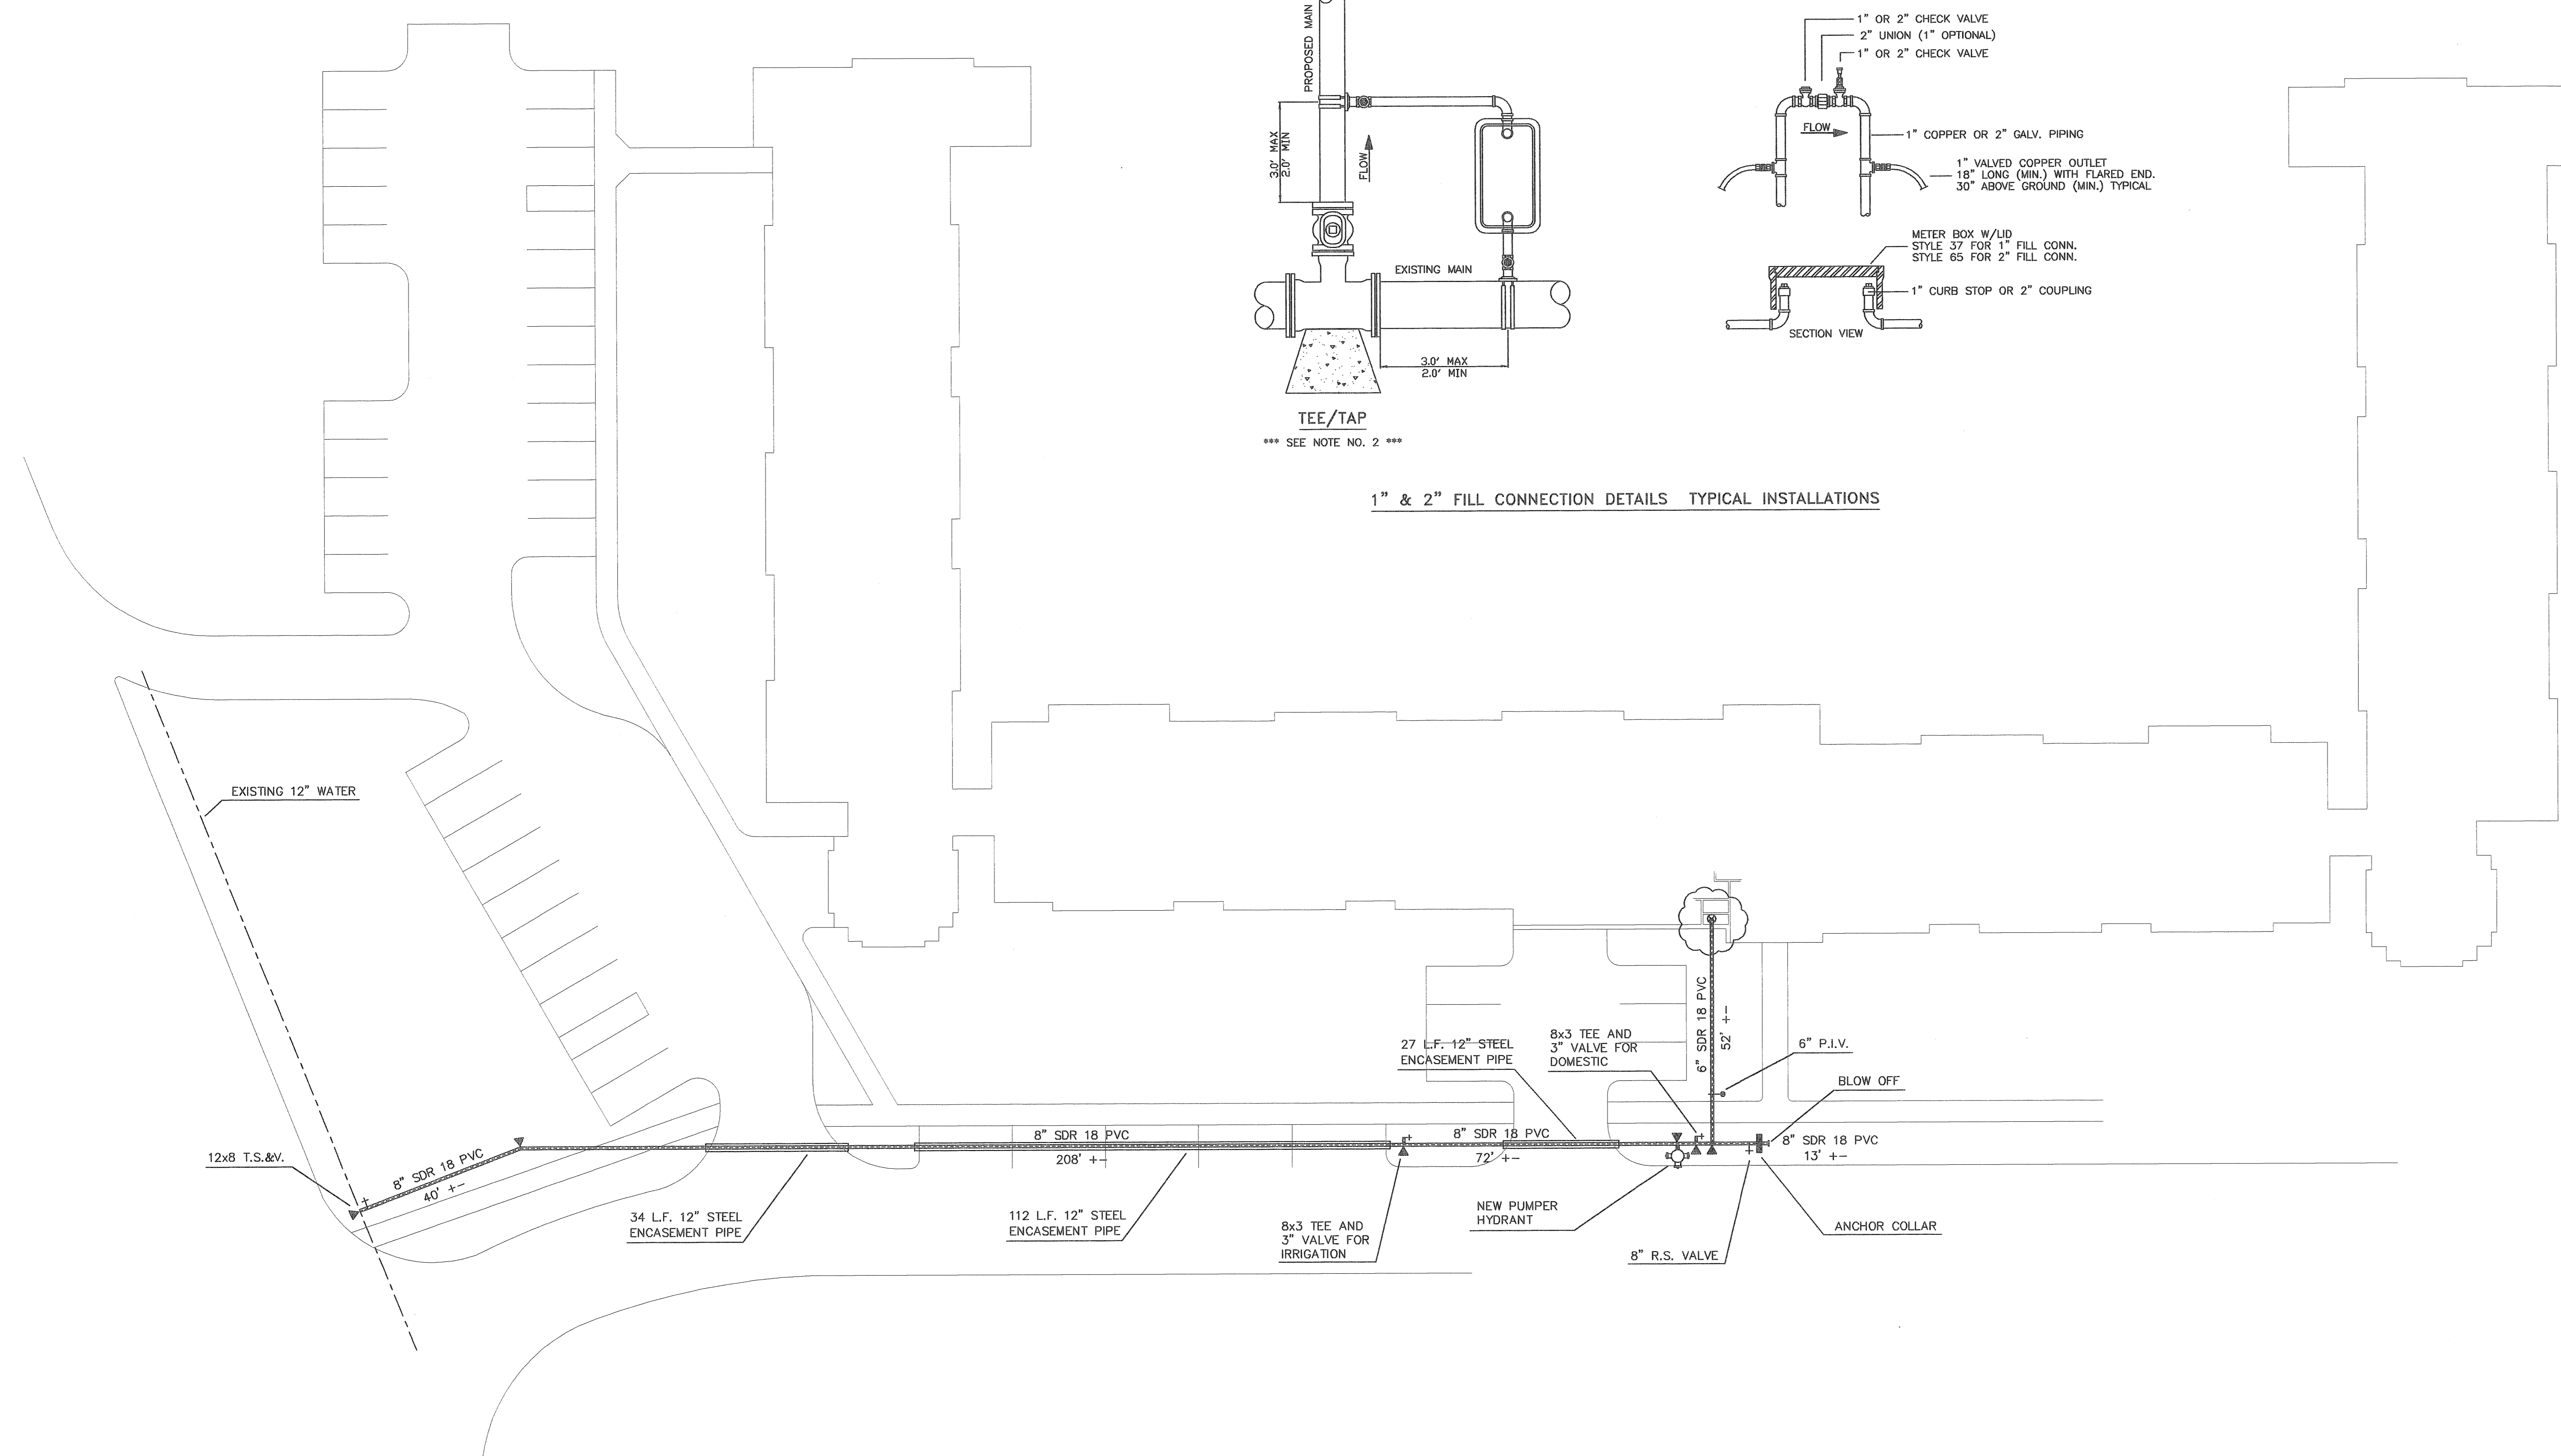 PROPOSED MAIN
3.0' MAX
2.0' MIN
FLOW
EXISTING MAIN
3.0' MAX
2.0' MIN
TEE/TAP
*** SEE NOTE NO. 2 ***
1" OR 2" CHECK VALVE
2" UNION (1" OPTIONAL)
1" OR 2" CHECK VALVE
FLOW
1" COPPER OR 2" GALV. PIPING
1" VALVED COPPER OUTLET
18" LONG (MIN.) WITH FLARED END.
30" ABOVE GROUND (MIN.) TYPICAL
METER BOX W/LID
STYLE 37 FOR 1" FILL CONN.
STYLE 65 FOR 2" FILL CONN.
1" CURB STOP OR 2" COUPLING
SECTION VIEW
1" & 2" FILL CONNECTION DETAILS TYPICAL INSTALLATIONS
EXISTING 12" WATER
12x8 T.S.&V.
8" SDR 18 PVC
40' +-
34 L.F. 12" STEEL
ENCASEMENT PIPE
8" SDR 18 PVC
208' +-
112 L.F. 12" STEEL
ENCASEMENT PIPE
8x3 TEE AND
3" VALVE FOR
IRRIGATION
27 L.F. 12" STEEL
ENCASEMENT PIPE
8" SDR 18 PVC
72' +-
8x3 TEE AND
3" VALVE FOR
DOMESTIC
NEW PUMPER
HYDRANT
6" SDR 18 PVC
52' +-
6" P.I.V.
BLOW OFF
8" SDR 18 PVC
13' +-
8" R.S. VALVE
ANCHOR COLLAR